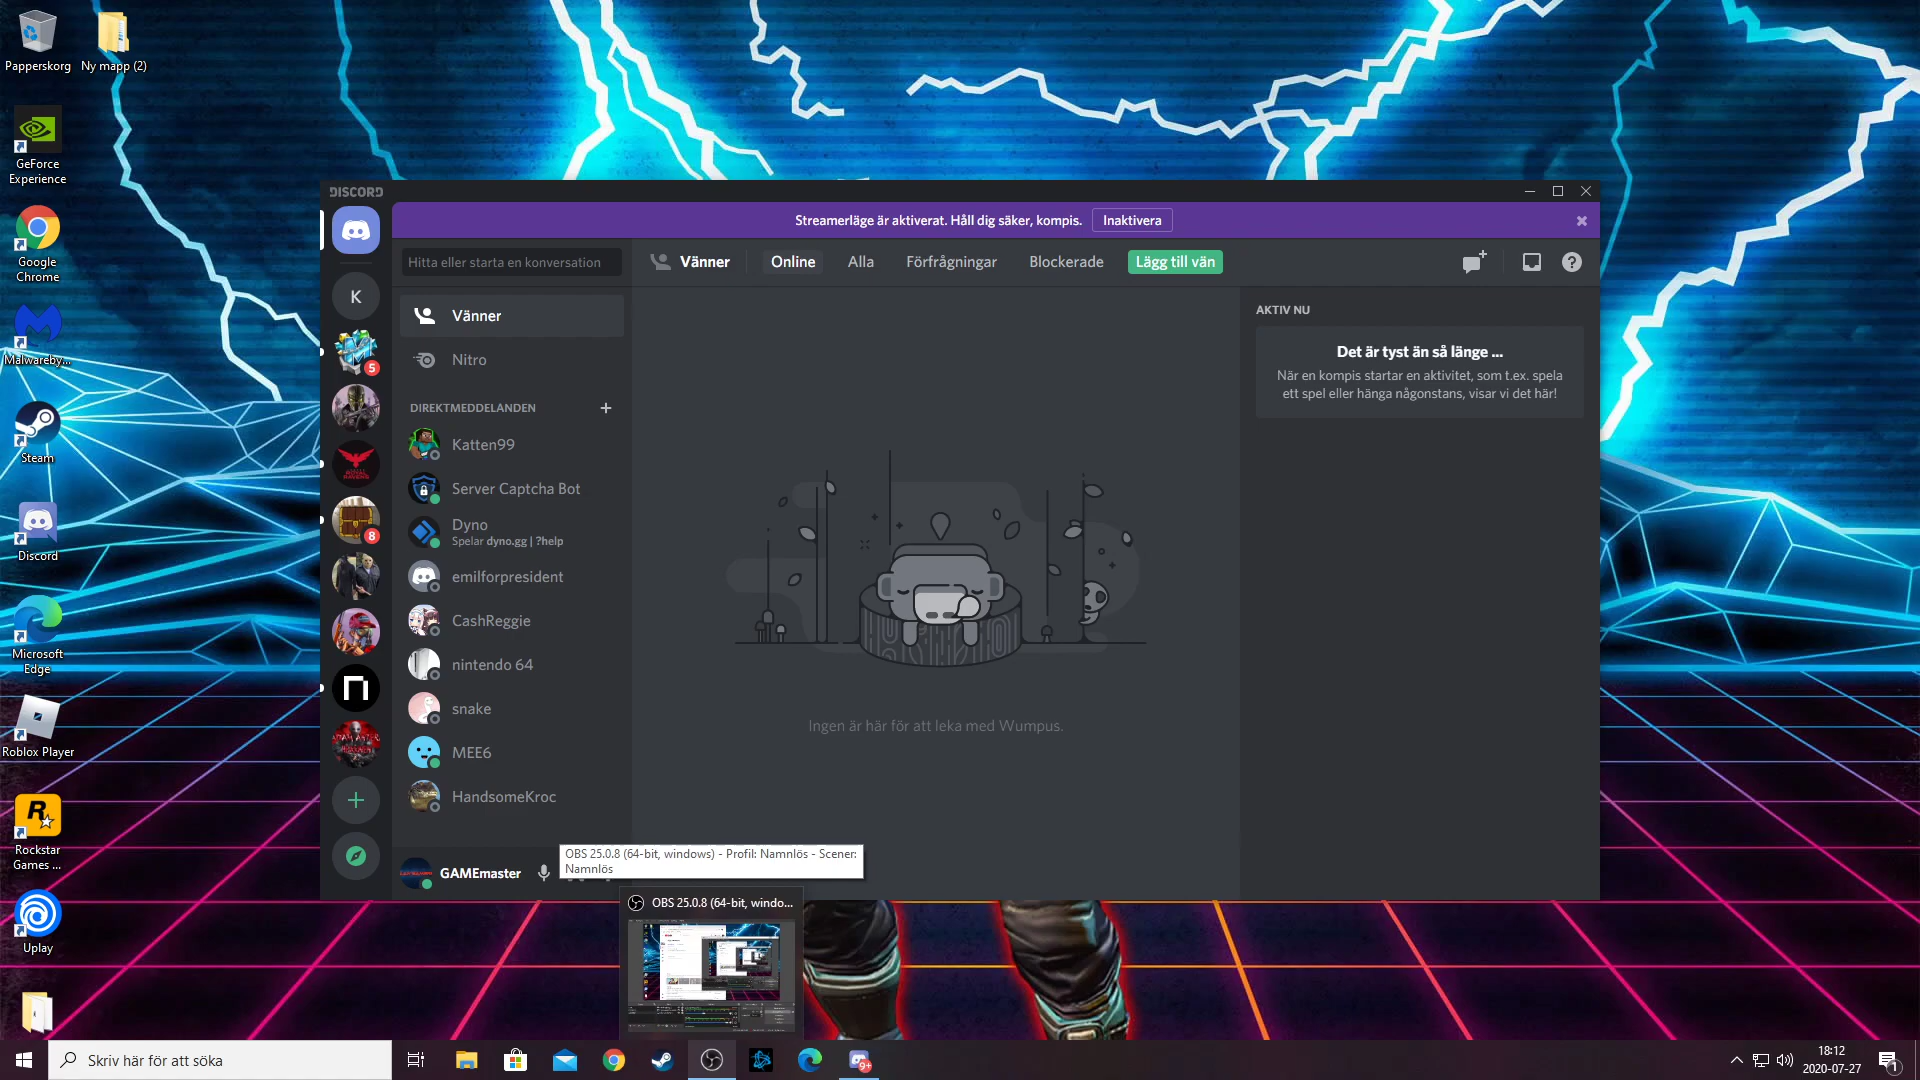 Papperskorg
Ny mapp (2)
GeForce
Experience
Google
Chrome
Malwareby...
Steam
Discord
Microsoft
Edge
Roblox Player
Rockstar
Games ...
Uplay
DISCORD
Streamerläge är aktiverat. Håll dig säker, kompis.
Inaktivera
Hitta eller starta en konversation
Vänner
Online
Alla
Förfrågningar
Blockerade
Lägg till vän
K
5
8
Vänner
Nitro
DIREKTMEDDELANDEN
Katten99
Server Captcha Bot
Dyno
Spelar dyno.gg | ?help
emilforpresident
CashReggie
nintendo 64
snake
MEE6
HandsomeKroc
GAMEmaster
Ingen är här för att leka med Wumpus.
AKTIV NU
Det är tyst än så länge ...
När en kompis startar en aktivitet, som t.ex. spela
ett spel eller hänga någonstans, visar vi det här!
OBS 25.0.8 (64-bit, windows) - Profil: Namnlös - Scener:
Namnlös
OBS 25.0.8 (64-bit, windo...
Skriv här för att söka
9+
18:12
2020-07-27
1